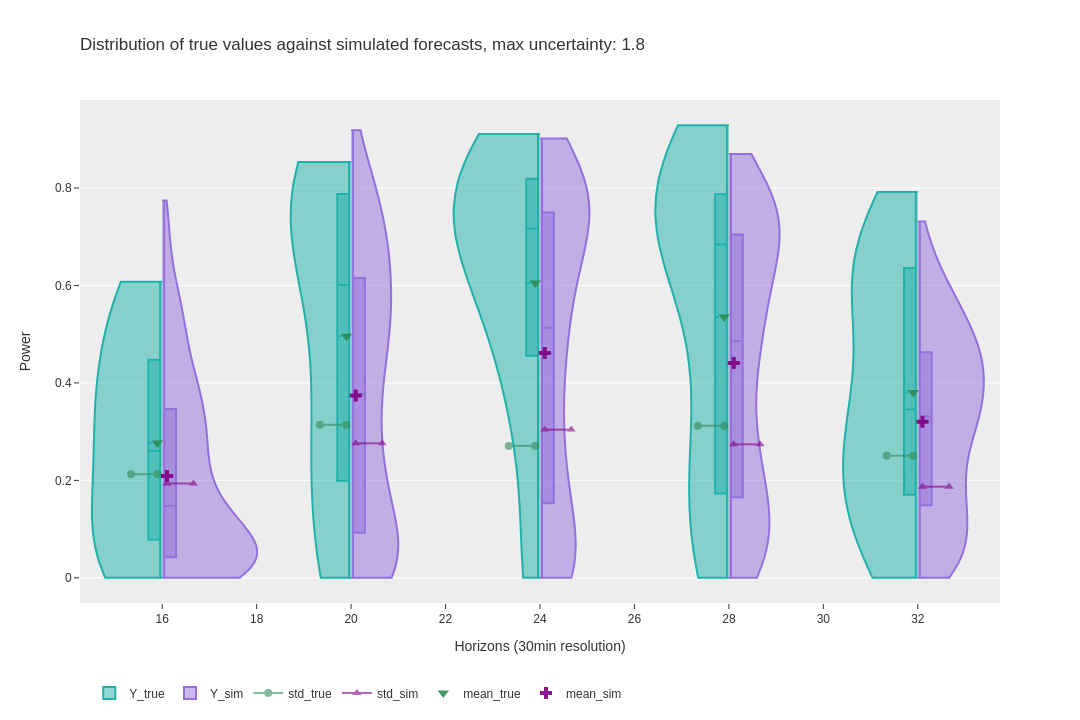 Distribution of true values against simulated forecasts, max uncertainty: 1.8
Power
0.8
0.6
0.4
0.2
0
16 18 20 22 24 26 28 30 32
Horizons (30min resolution)
Y_true Y_sim std_true std_sim mean_true mean_sim